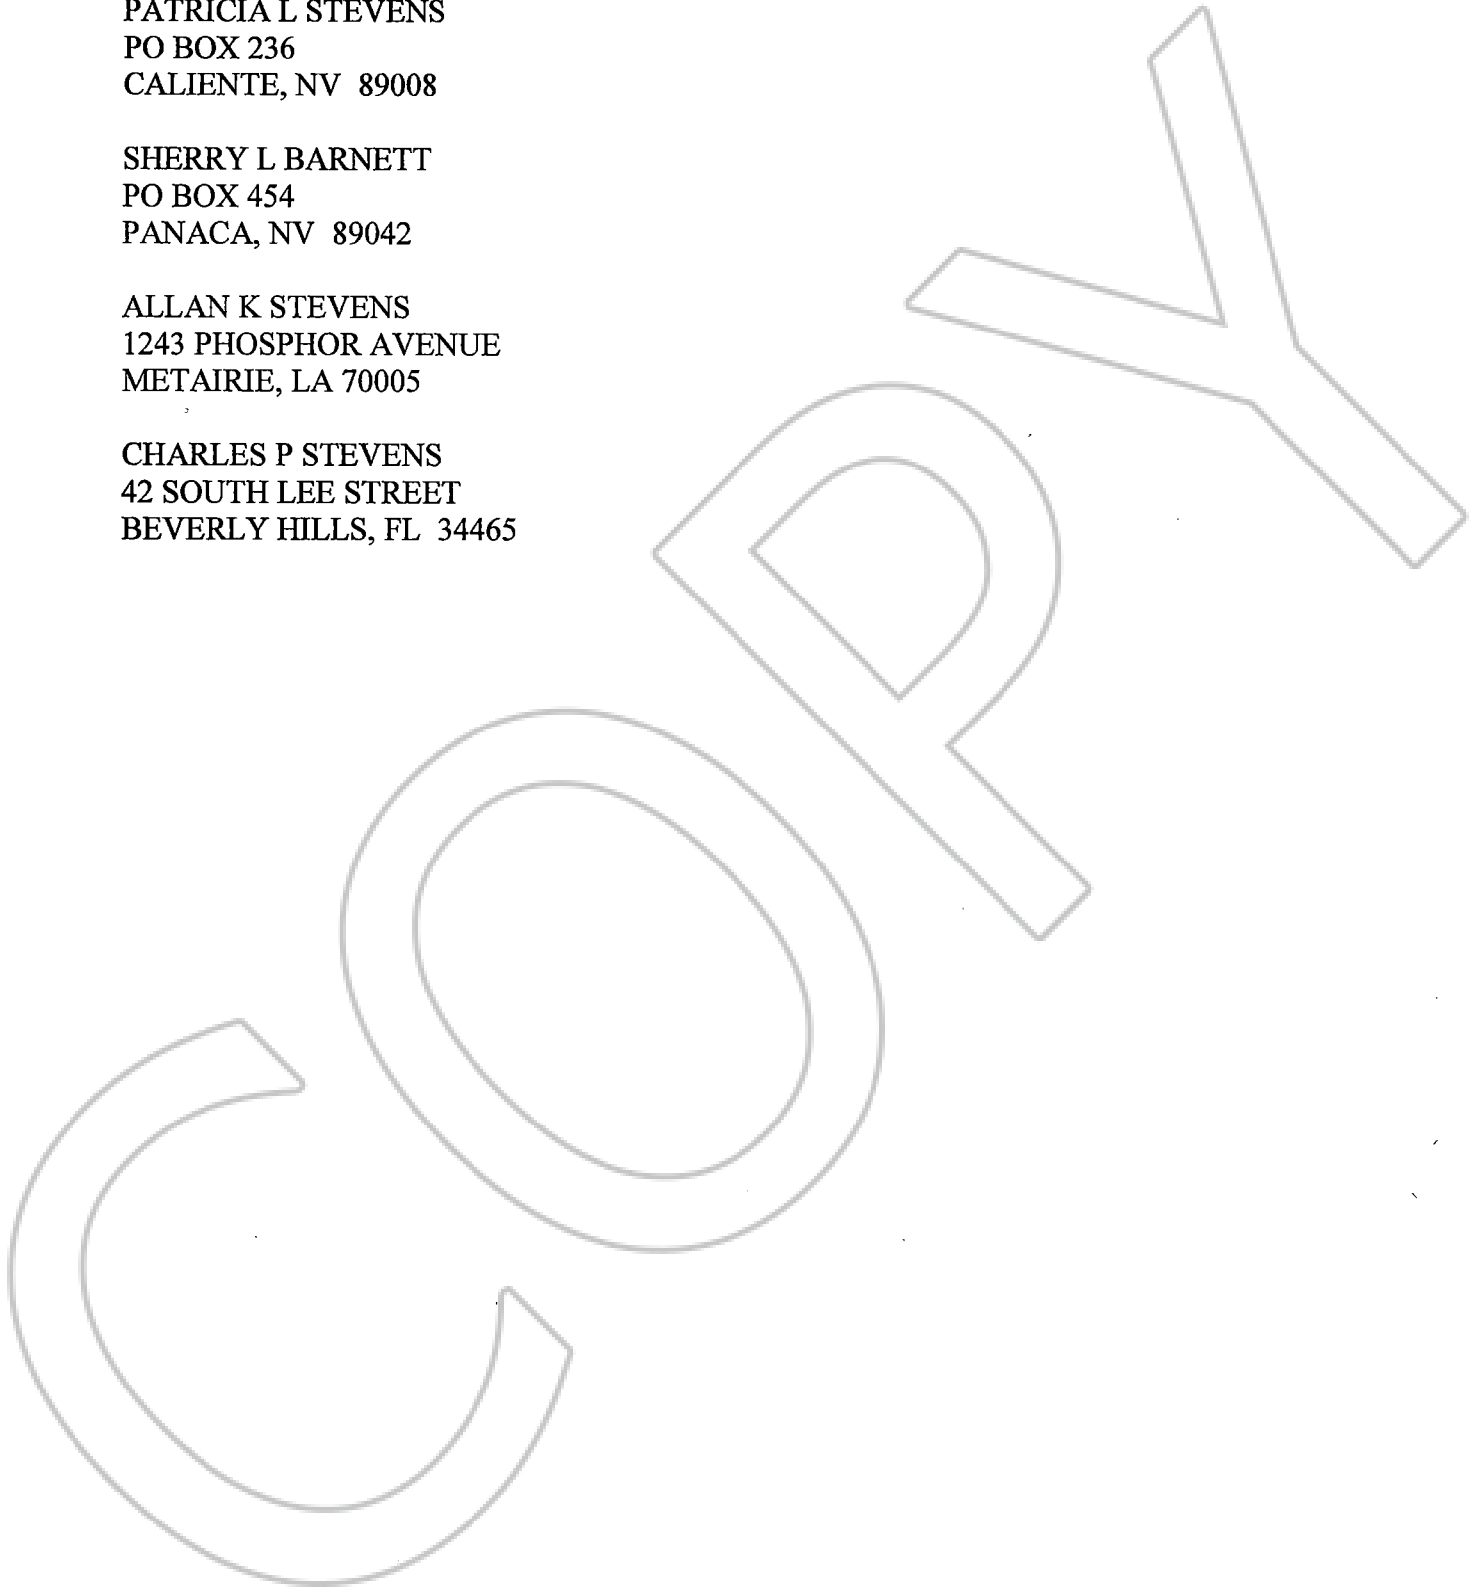 PATRICIA L STEVENS
PO BOX 236
CALIENTE, NV 89008
SHERRY L BARNETT
PO BOX 454
PANACA, NV 89042
ALLAN K STEVENS
1243 PHOSPHOR AVENUE
METAIRIE, LA 70005
CHARLES P STEVENS
42 SOUTH LEE STREET
BEVERLY HILLS, FL 34465
COPY